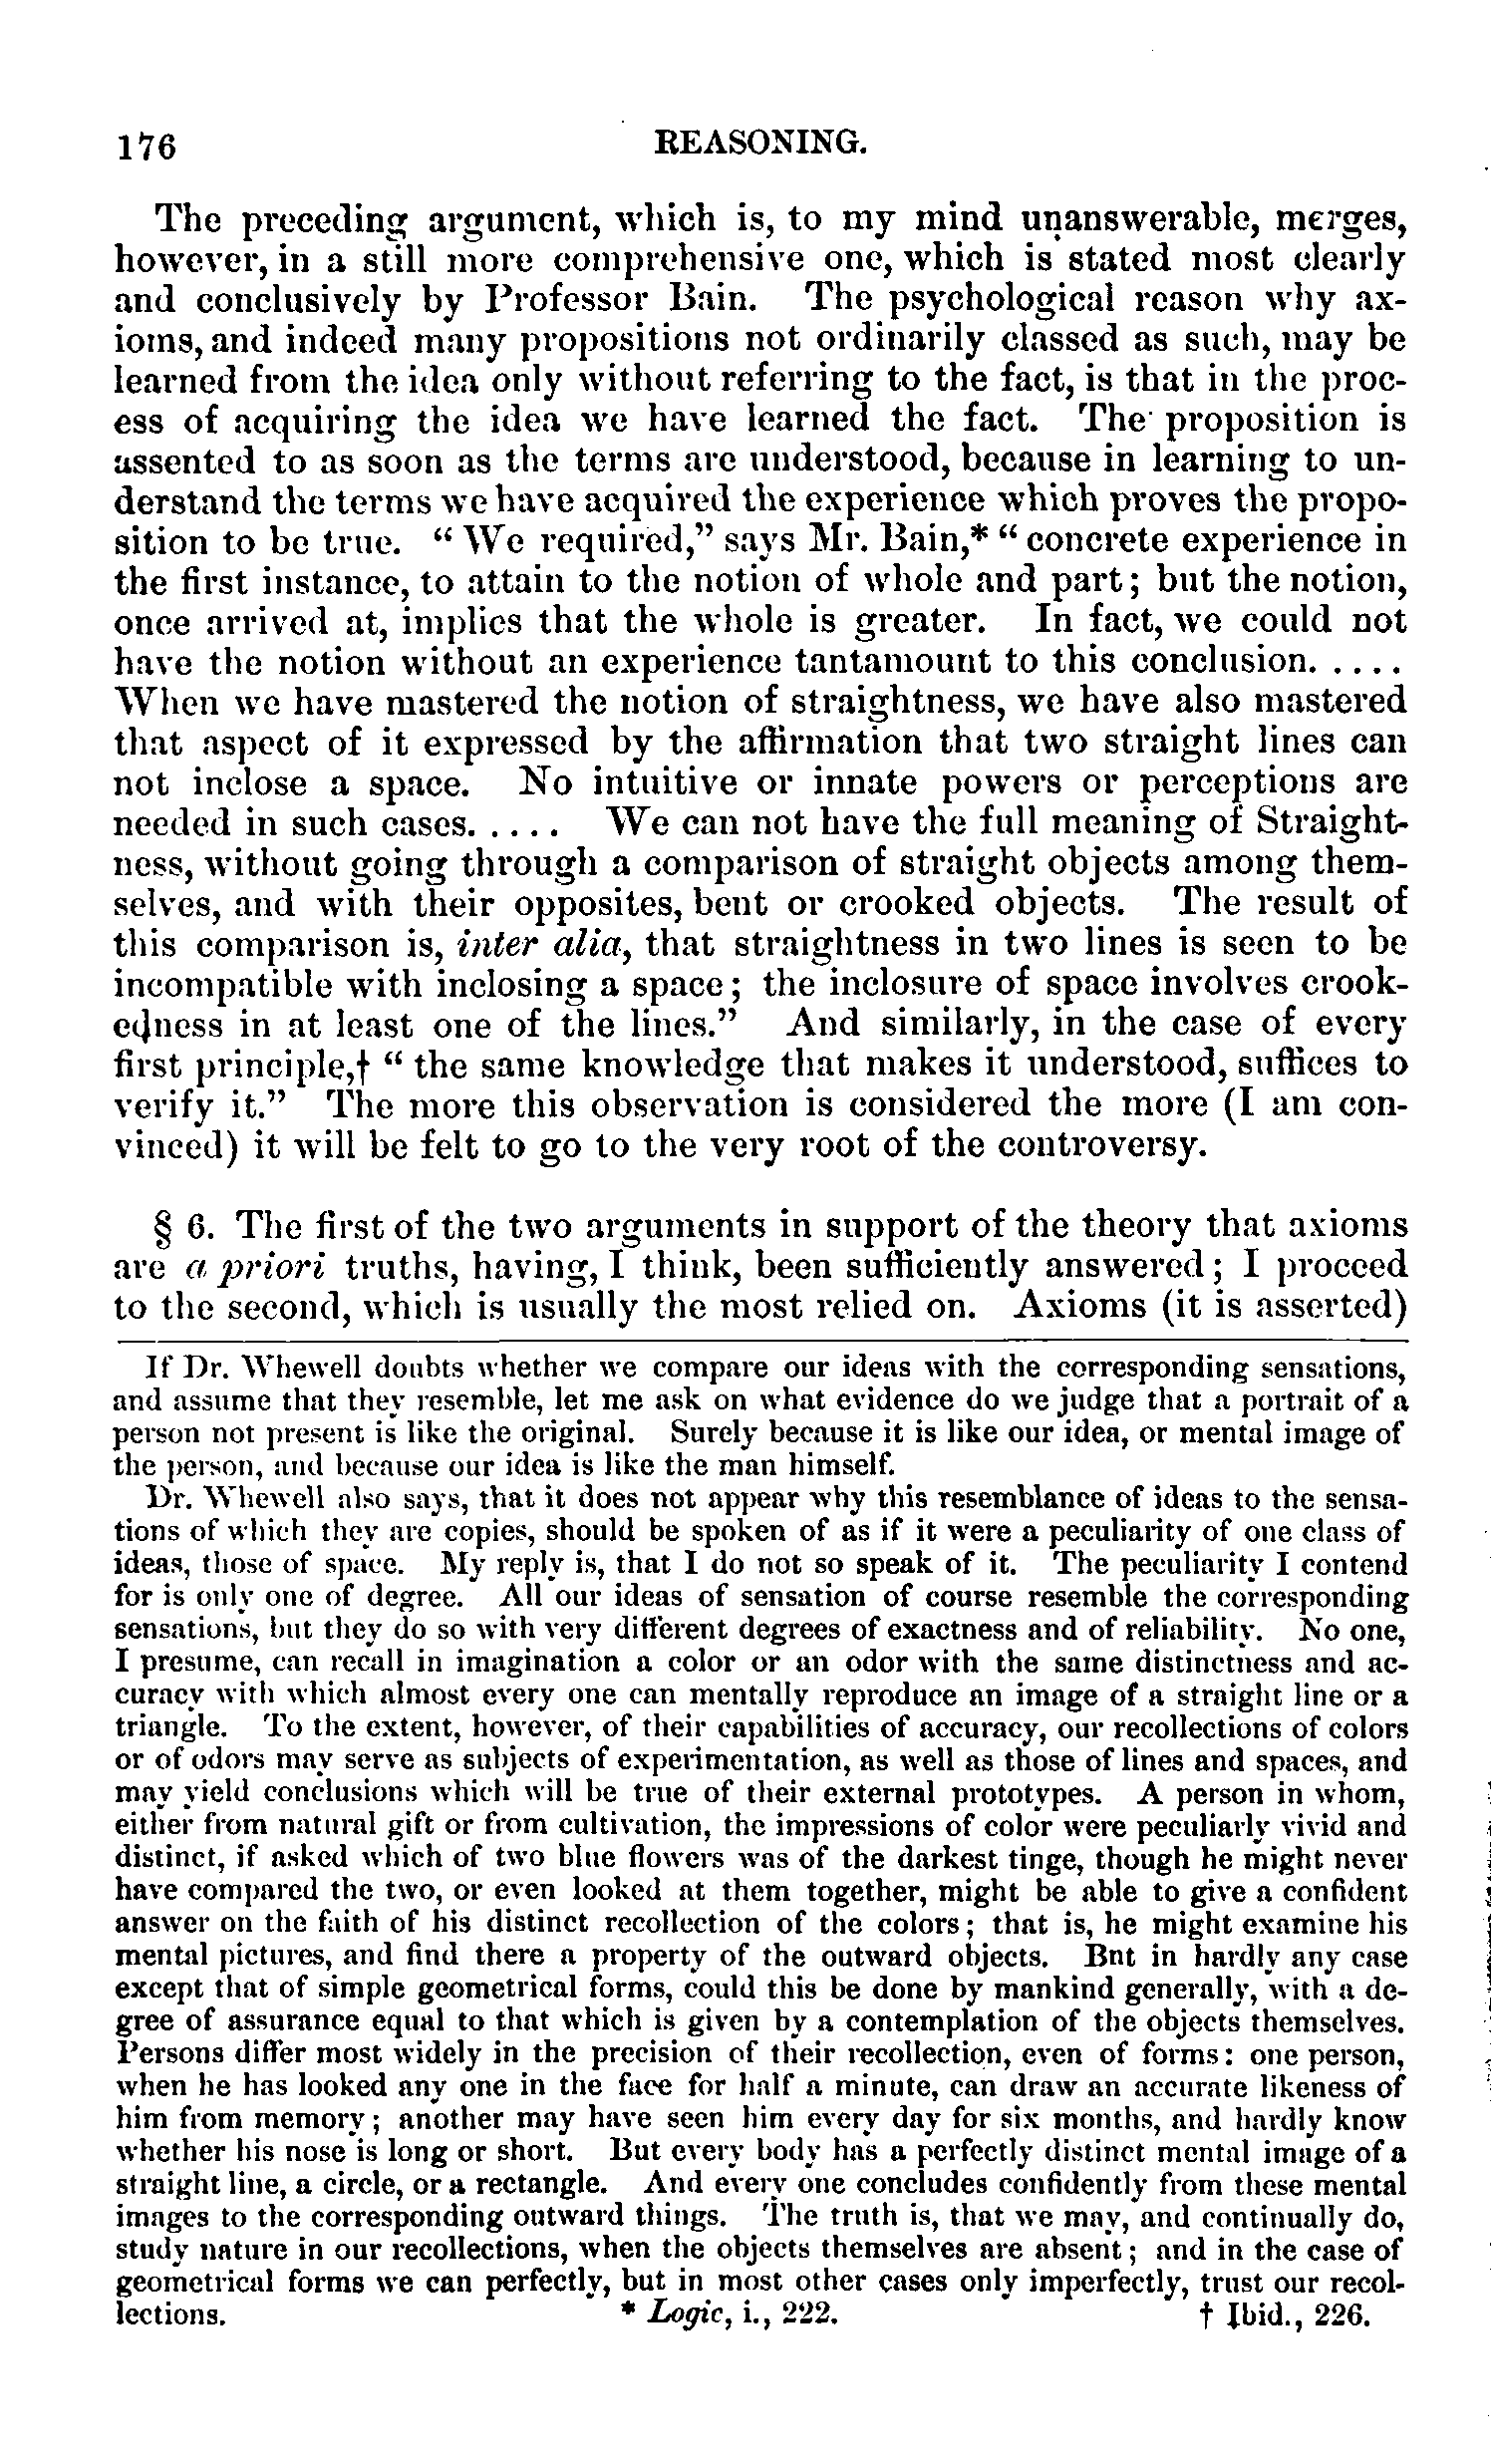 176 REASONING.
The preceding argument, which is, to my mind unanswerable, merges,
however, in a still more comprehensive one, which is stated most clearly
and conclusively by Professor Bain. The psychological reason why ax-
ioms, and indeed many propositions not ordinarily classed as such, may be
learned from the idea only without referring to the fact, is that in the proc-
ess of acquiring the idea we have learned the fact. The proposition is
assented to as soon as the terms are understood, because in learning to un-
derstand the terms we have acquired the experience which proves the propo-
sition to be true. “We required,” says Mr. Bain,* “concrete experience in
the first instance, to attain to the notion of whole and part; but the notion,
once arrived at, implies that the whole is greater. In fact, we could not
have the notion without an experience tantamount to this conclusion.....
When we have mastered the notion of straightness, we have also mastered
that aspect of it expressed by the affirmation that two straight lines can
not inclose a space. No intuitive or innate powers or perceptions are
needed in such cases..... We can not have the full meaning of Straight-
ness, without going through a comparison of straight objects among them-
selves, and with their opposites, bent or crooked objects. The result of
this comparison is, inter alia, that straightness in two lines is seen to be
incompatible with inclosing a space; the inclosure of space involves crook-
edness in at least one of the lines.” And similarly, in the case of every
first principle,† “the same knowledge that makes it understood, suffices to
verify it.” The more this observation is considered the more (I am con-
vinced) it will be felt to go to the very root of the controversy.
§ 6. The first of the two arguments in support of the theory that axioms
are a priori truths, having, I think, been sufficiently answered; I proceed
to the second, which is usually the most relied on. Axioms (it is asserted)
If Dr. Whewell doubts whether we compare our ideas with the corresponding sensations,
and assume that they resemble, let me ask on what evidence do we judge that a portrait of a
person not present is like the original. Surely because it is like our idea, or mental image of
the person, and because our idea is like the man himself.
Dr. Whewell also says, that it does not appear why this resemblance of ideas to the sensa-
tions of which they are copies, should be spoken of as if it were a peculiarity of one class of
ideas, those of space. My reply is, that I do not so speak of it. The peculiarity I contend
for is only one of degree. All our ideas of sensation of course resemble the corresponding
sensations, but they do so with very different degrees of exactness and of reliability. No one,
I presume, can recall in imagination a color or an odor with the same distinctness and ac-
curacy with which almost every one can mentally reproduce an image of a straight line or a
triangle. To the extent, however, of their capabilities of accuracy, our recollections of colors
or of odors may serve as subjects of experimentation, as well as those of lines and spaces, and
may yield conclusions which will be true of their external prototypes. A person in whom,
either from natural gift or from cultivation, the impressions of color were peculiarly vivid and
distinct, if asked which of two blue flowers was of the darkest tinge, though he might never
have compared the two, or even looked at them together, might be able to give a confident
answer on the faith of his distinct recollection of the colors; that is, he might examine his
mental pictures, and find there a property of the outward objects. Bnt in hardly any case
except that of simple geometrical forms, could this be done by mankind generally, with a de-
gree of assurance equal to that which is given by a contemplation of the objects themselves.
Persons differ most widely in the precision of their recollection, even of forms: one person,
when he has looked any one in the face for half a minute, can draw an accurate likeness of
him from memory; another may have seen him every day for six months, and hardly know
whether his nose is long or short. But every body has a perfectly distinct mental image of a
straight line, a circle, or a rectangle. And every one concludes confidently from these mental
images to the corresponding outward things. The truth is, that we may, and continually do,
study nature in our recollections, when the objects themselves are absent; and in the case of
geometrical forms we can perfectly, but in most other cases only imperfectly, trust our recol-
lections. * Logic, i., 222. † Ibid., 226.